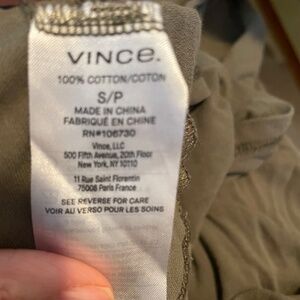 VINCE.
100% COTTON/COTON
S/P
MADE IN CHINA
FABRIQUÉ EN CHINE
RN#106730
Vince, LLC
500 Fifth Avenue, 20th Floor
New York, NY 10110
11 Rue Saint Florentin
75008 Paris France
SEE REVERSE FOR CARE
VOIR AU VERSO POUR LES SOINS